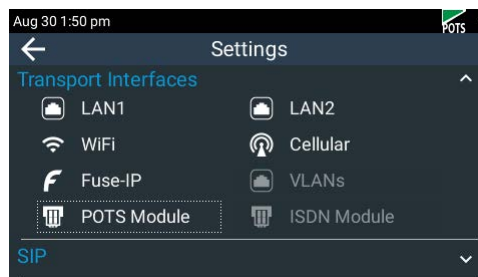 Aug 30 1:50 pm
POTS
Settings
Transport Interfaces
LAN1 LAN2
WiFi Cellular
Fuse-IP VLANs
POTS Module ISDN Module
SIP